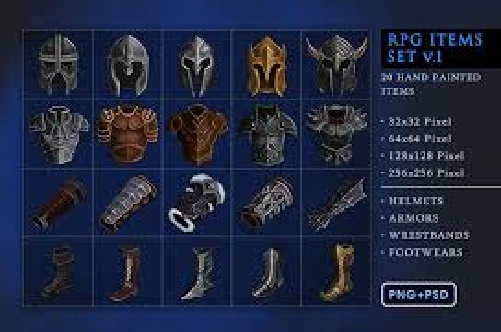 RPG ITEMS
SET V.1
20 HAND PAINTED
ITEMS
· 32x32 Pixel
· 64x64 Pixel
· 128x128 Pixel
· 256x256 Pixel
· HELMETS
· ARMORS
· WRESTBANDS
· FOOTWEARS
PNG+PSD